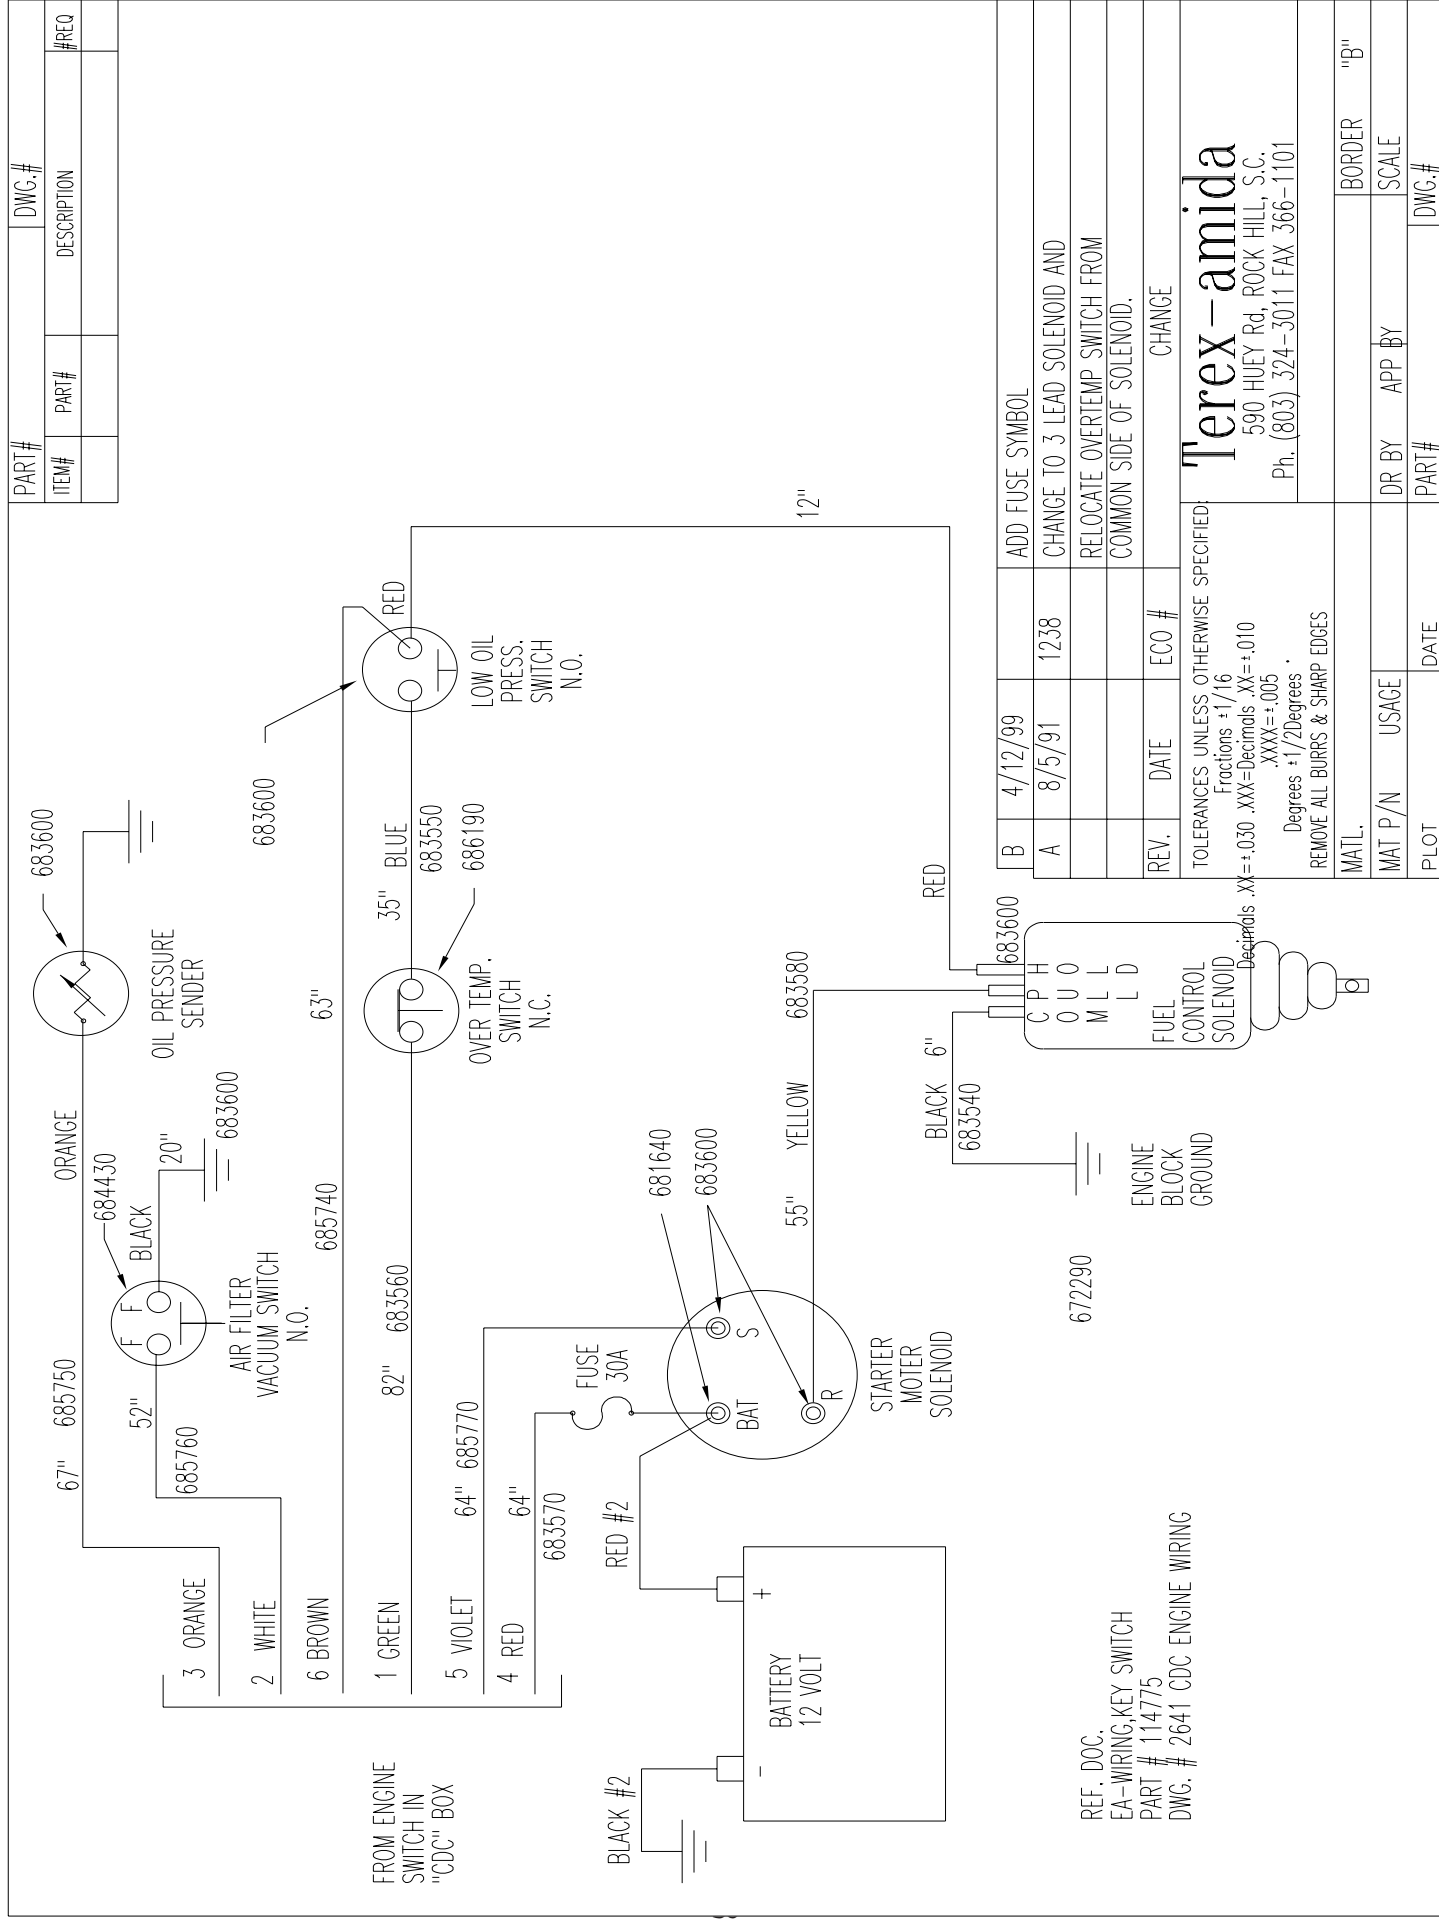 PART#
DWG.#
ITEM#
PART#
DESCRIPTION
#REQ
67"
685750
ORANGE
683600
OIL PRESSURE
SENDER
3 ORANGE
52"
685760
F
F
684430
BLACK
20"
683600
AIR FILTER
VACUUM SWITCH
N.O.
2 WHITE
6 BROWN
685740
63"
683600
1 GREEN
82"
683560
35"
BLUE
683550
686190
RED
OVER TEMP.
SWITCH
N.C.
LOW OIL
PRESS.
SWITCH
N.O.
12"
5 VIOLET
64"
685770
4 RED
64"
683570
FUSE
30A
FROM ENGINE
SWITCH IN
"CDC" BOX
RED #2
681640
683600
BAT
S
R
STARTER
MOTER
SOLENOID
BLACK #2
-
+
BATTERY
12 VOLT
55"
YELLOW
683580
RED
683600
BLACK 6"
683540
ENGINE
BLOCK
GROUND
672290
COM
PULL
HOLD
FUEL
CONTROL
SOLENOID
REF. DOC.
EA-WIRING,KEY SWITCH
PART # 114775
DWG. # 2641 CDC ENGINE WIRING
B 4/12/99 ADD FUSE SYMBOL
A 8/5/91 1238 CHANGE TO 3 LEAD SOLENOID AND
RELOCATE OVERTEMP SWITCH FROM
COMMON SIDE OF SOLENOID.
REV. DATE ECO # CHANGE
TOLERANCES UNLESS OTHERWISE SPECIFIED:
Fractions ±1/16
Decimals .XX=±.030 .XXX=Decimals .XX=±.010
.XXXX=±.005
Degrees ±1/2Degrees
REMOVE ALL BURRS & SHARP EDGES
Terex-amida
590 HUEY Rd, ROCK HILL, S.C.
Ph. (803) 324-3011 FAX 366-1101
MATL.
BORDER "B"
MAT P/N USAGE
DR BY APP BY
SCALE
PLOT
DATE
PART#
DWG.#